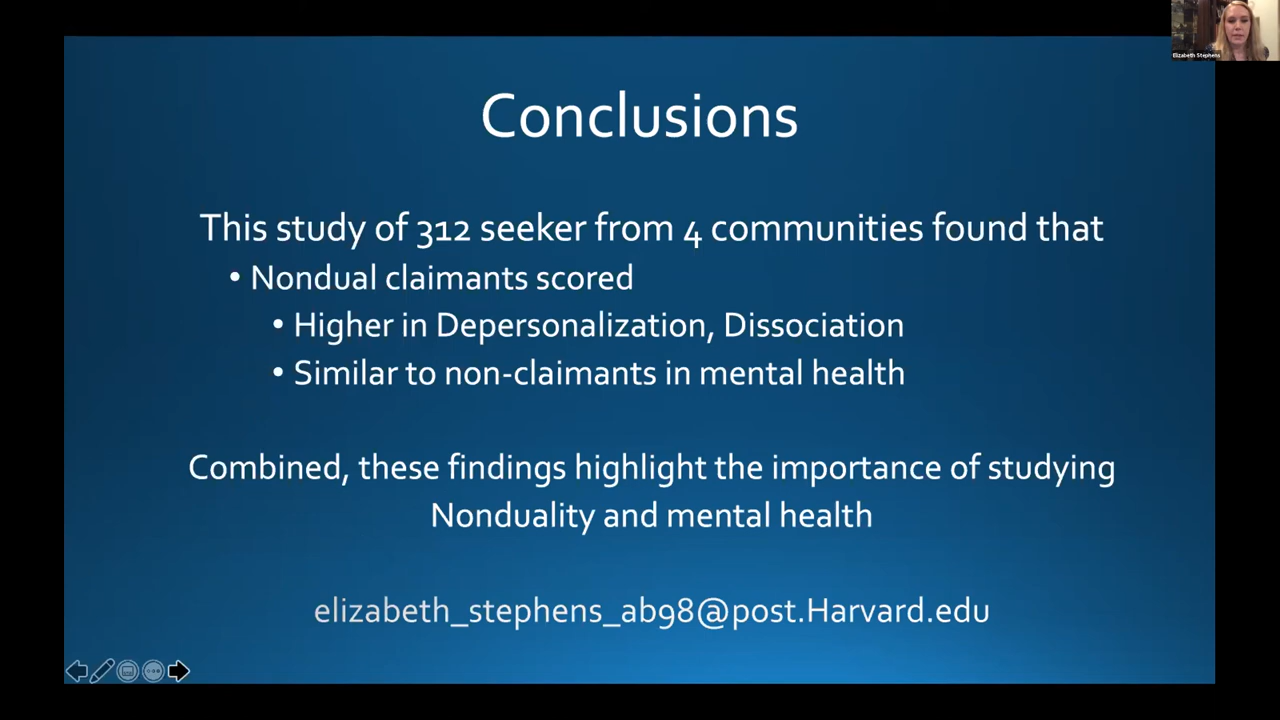 Elizabeth Stephens
Conclusions
This study of 312 seeker from 4 communities found that
• Nondual claimants scored
• Higher in Depersonalization, Dissociation
• Similar to non-claimants in mental health
Combined, these findings highlight the importance of studying
Nonduality and mental health
elizabeth_stephens_ab98@post.Harvard.edu